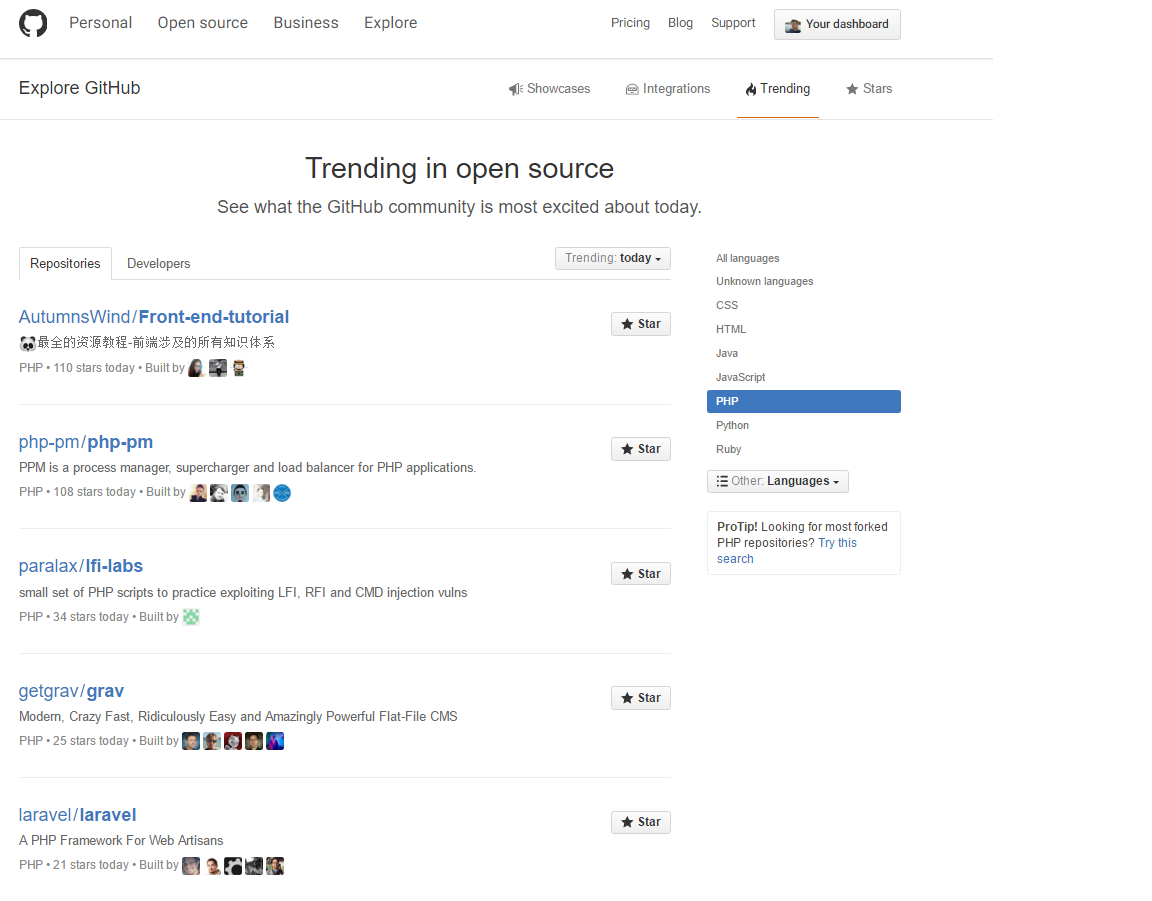 Personal Open source Business Explore Pricing Blog Support Your dashboard
Explore GitHub Showcases Integrations Trending Stars
Trending in open source
See what the GitHub community is most excited about today.
Repositories Developers Trending: today
AutumnsWind/Front-end-tutorial Star
最全的资源教程-前端涉及的所有知识体系
PHP • 110 stars today • Built by
php-pm/php-pm Star
PPM is a process manager, supercharger and load balancer for PHP applications.
PHP • 108 stars today • Built by
paralax/lfi-labs Star
small set of PHP scripts to practice exploiting LFI, RFI and CMD injection vulns
PHP • 34 stars today • Built by
getgrav/grav Star
Modern, Crazy Fast, Ridiculously Easy and Amazingly Powerful Flat-File CMS
PHP • 25 stars today • Built by
laravel/laravel Star
A PHP Framework For Web Artisans
PHP • 21 stars today • Built by
All languages
Unknown languages
CSS
HTML
Java
JavaScript
PHP
Python
Ruby
Other: Languages
ProTip! Looking for most forked
PHP repositories? Try this
search